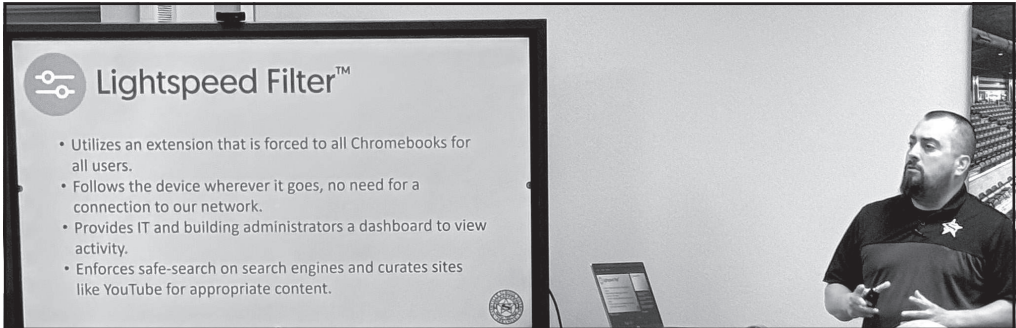 Lightspeed Filter™
• Utilizes an extension that is forced to all Chromebooks for
all users.
• Follows the device wherever it goes, no need for a
connection to our network.
• Provides IT and building administrators a dashboard to view
activity.
• Enforces safe-search on search engines and curates sites
like YouTube for appropriate content.